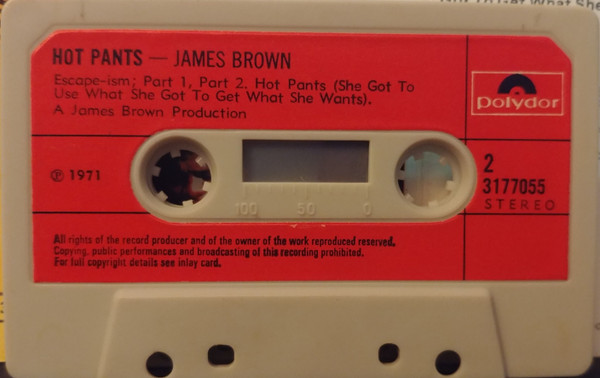 HOT PANTS — JAMES BROWN
Escape-ism; Part 1, Part 2. Hot Pants (She Got To
Use What She Got To Get What She Wants).
A James Brown Production
polydor
℗ 1971
2
3177055
STEREO
100 50 0
All rights of the record producer and of the owner of the work reproduced reserved.
Copying, public performances and broadcasting of this recording prohibited.
For full copyright details see inlay card.